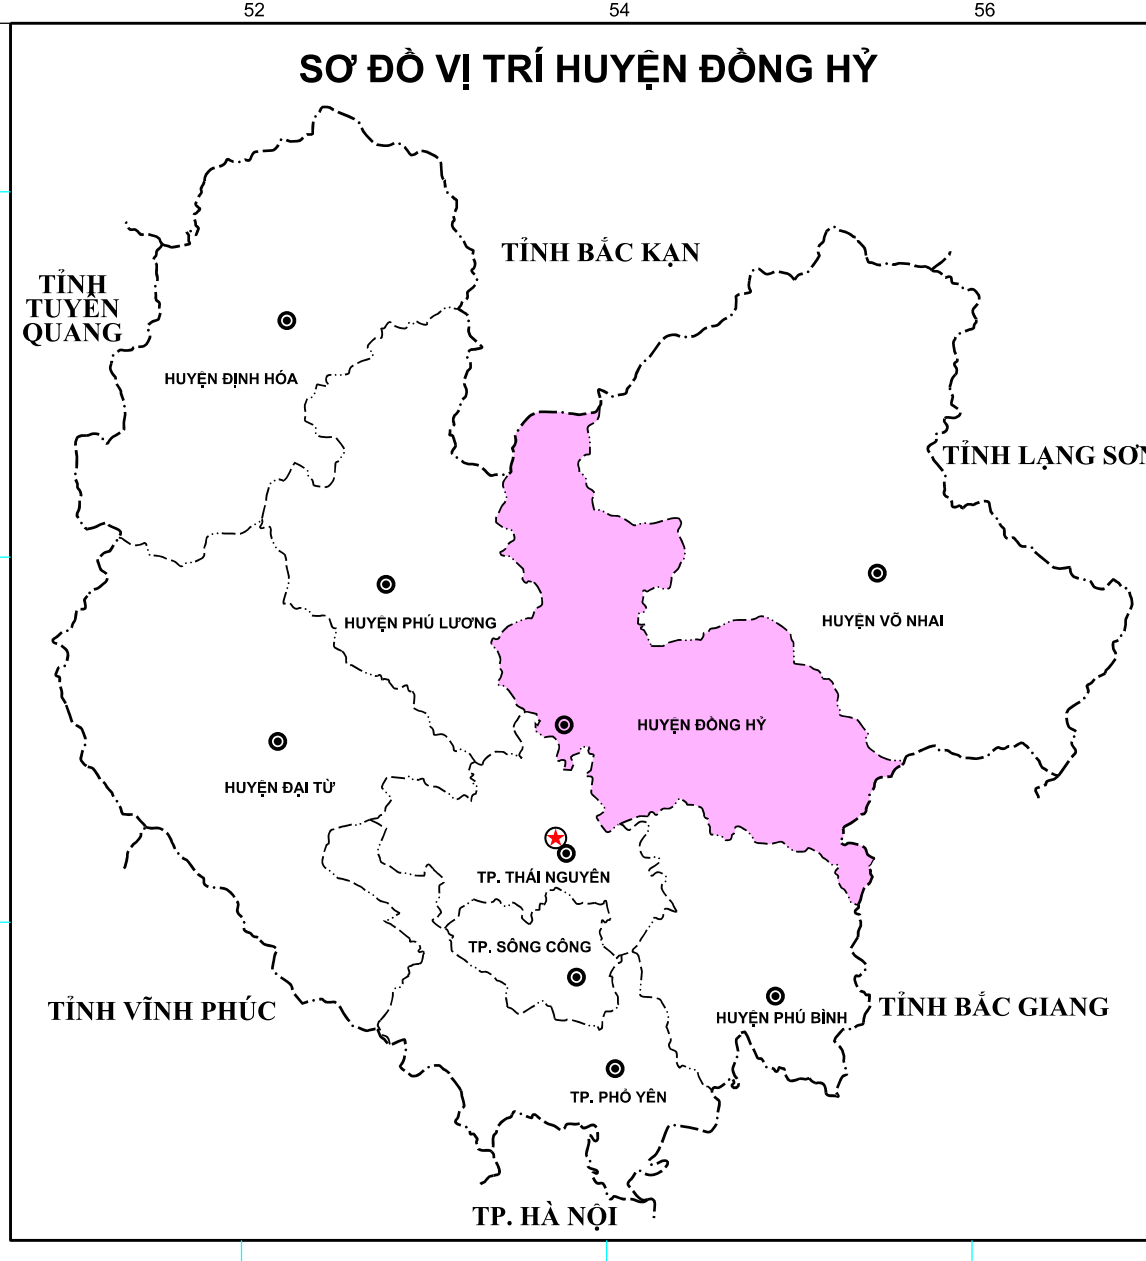 52 54 56
SƠ ĐỒ VỊ TRÍ HUYỆN ĐỒNG HỶ
TỈNH BẮC KẠN
TỈNH
TUYÊN
QUANG
HUYỆN ĐỊNH HÓA
TỈNH LẠNG SƠN
HUYỆN PHÚ LƯƠNG
HUYỆN VÕ NHAI
HUYỆN ĐỒNG HỶ
HUYỆN ĐẠI TỪ
TP. THÁI NGUYÊN
TP. SÔNG CÔNG
TỈNH VĨNH PHÚC
TỈNH BẮC GIANG
HUYỆN PHÚ BÌNH
TP. PHỔ YÊN
TP. HÀ NỘI